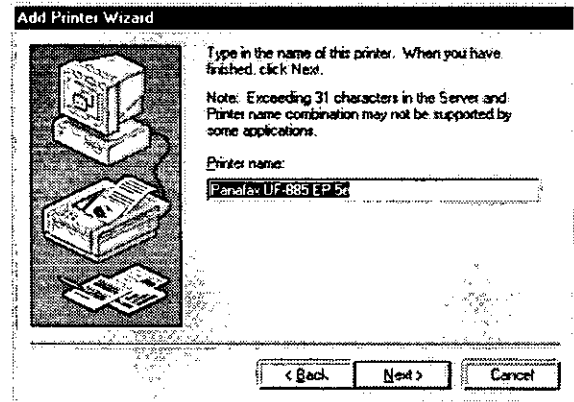 Add Printer Wizard
Type in the name of this printer. When you have
finished, click Next.
Note: Exceeding 31 characters in the Server and
Printer name combination may not be supported by
some applications.
Printer name:
Panafax UF-885 EP 5e
< Back
Next >
Cancel